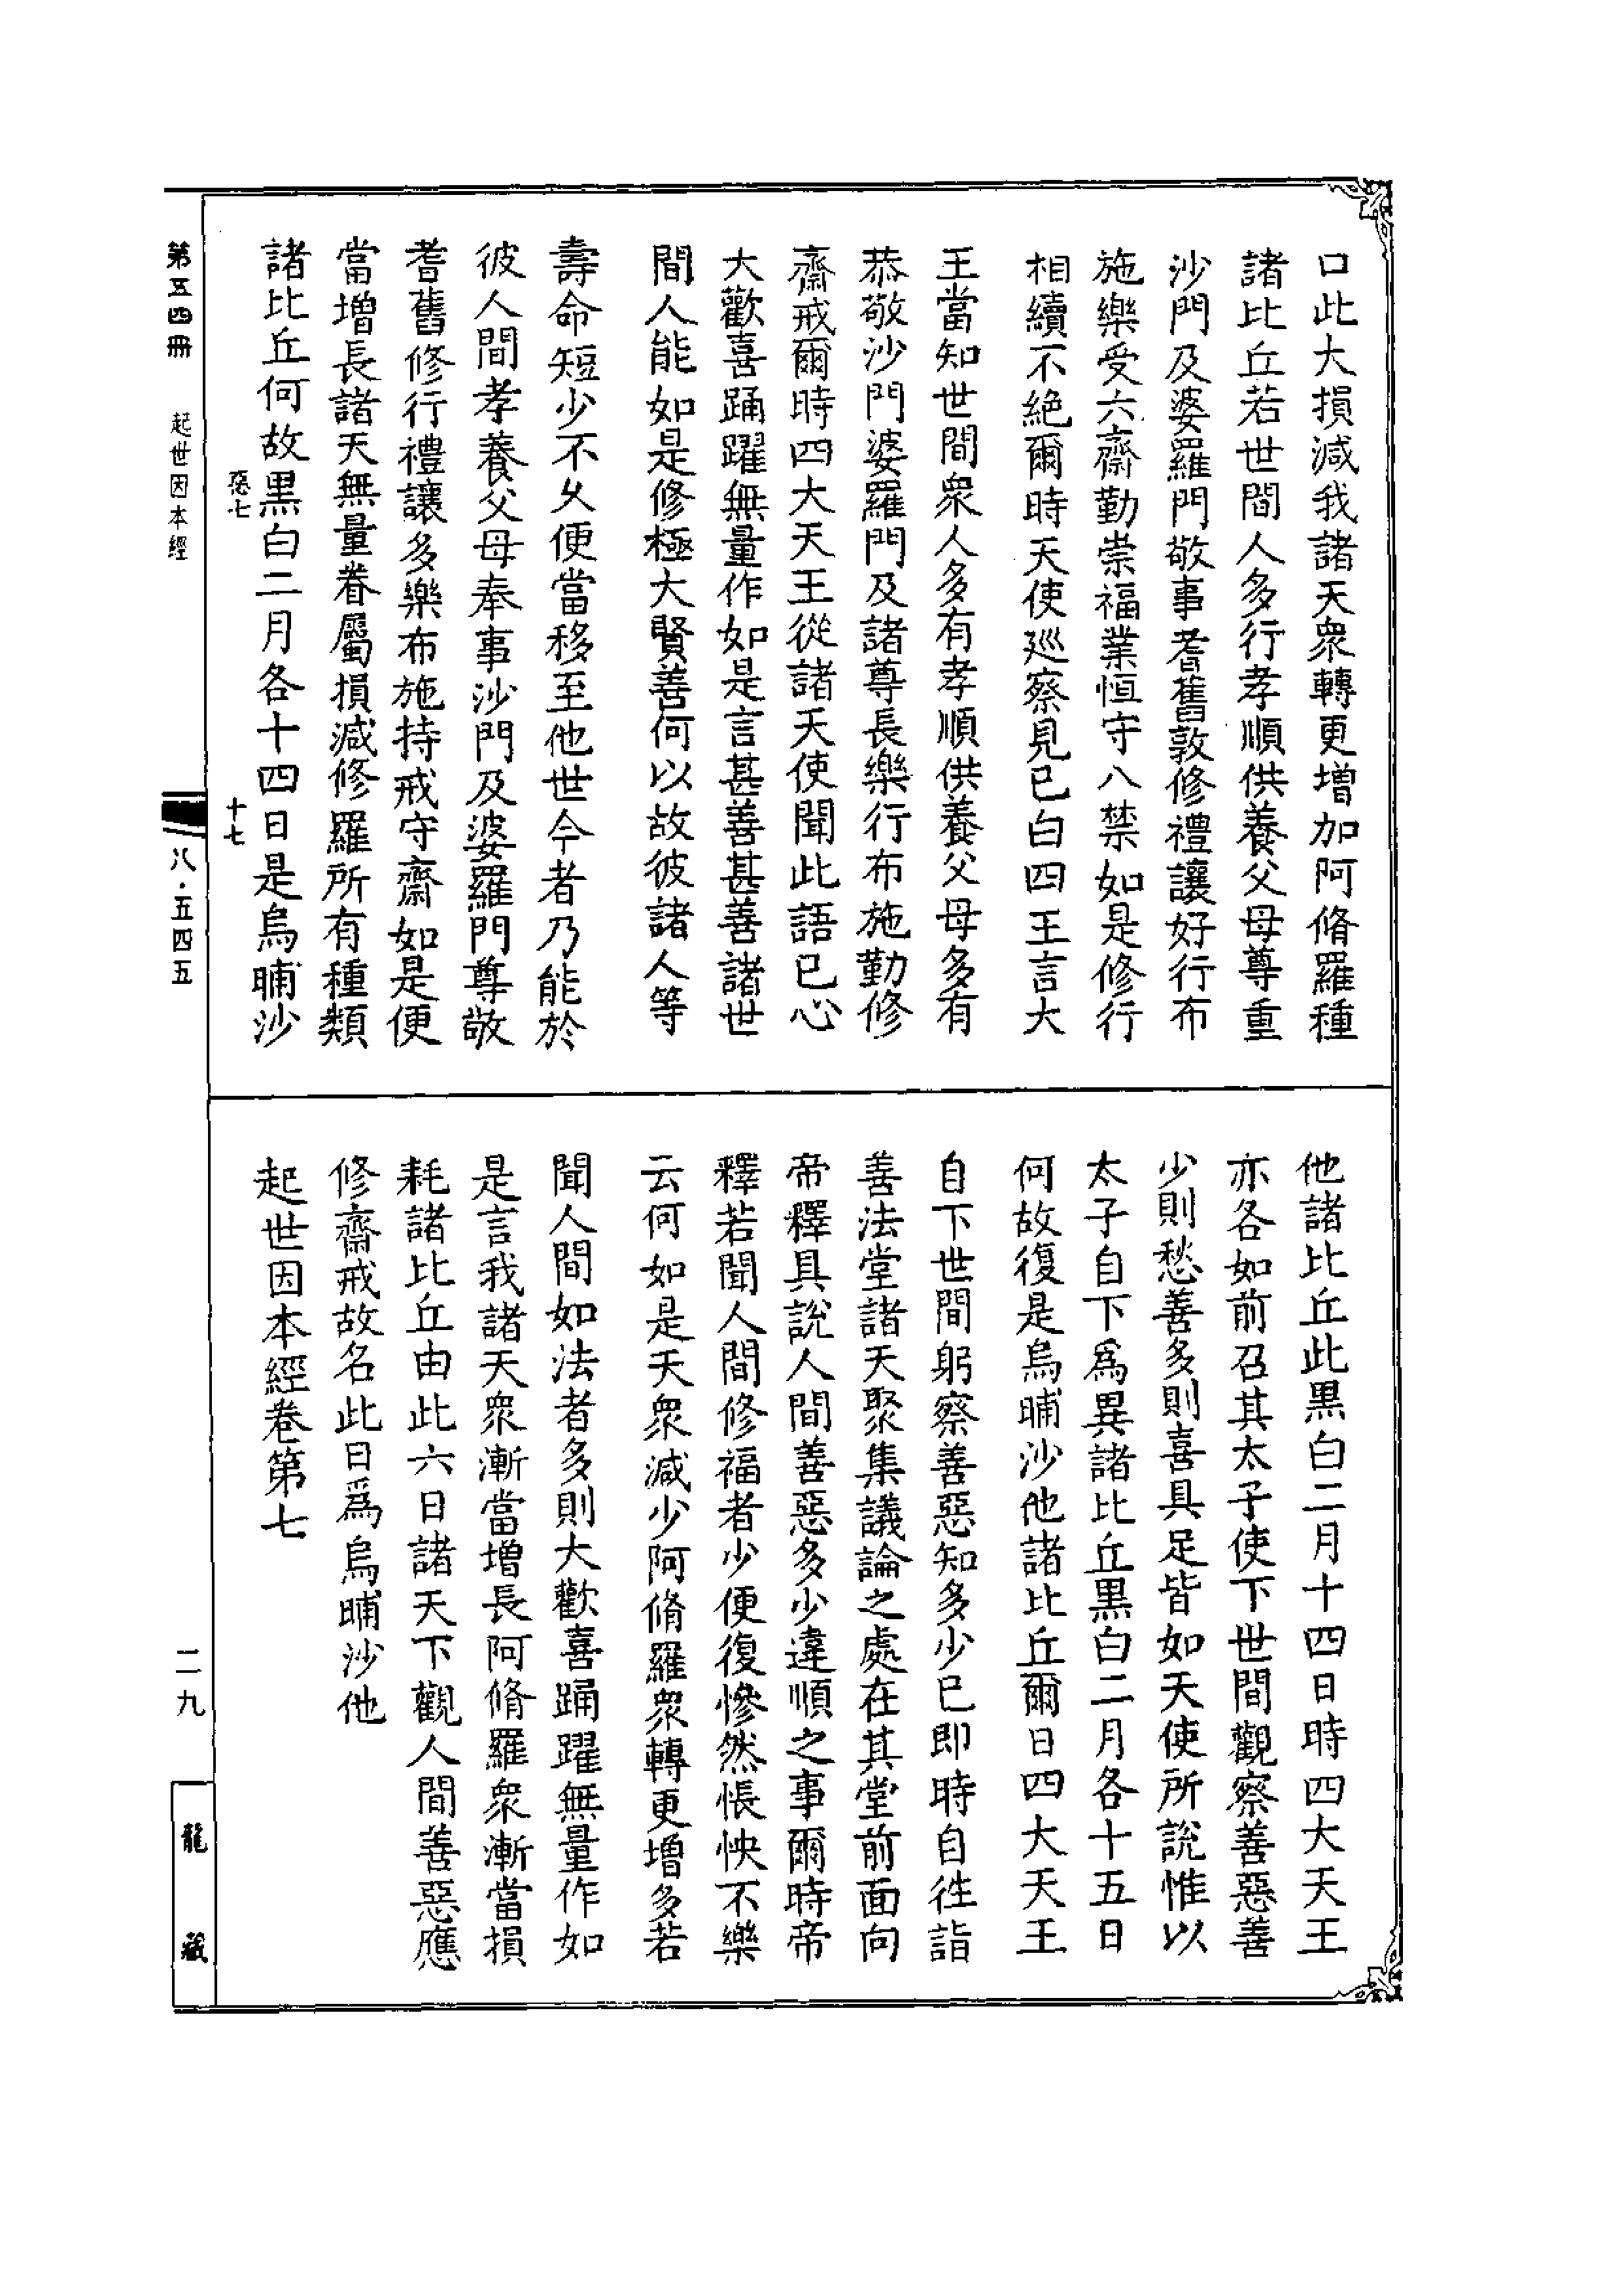 口此大損減我諸天衆轉更增加阿脩羅種
諸比丘若世間人多行孝順供養父母尊重
沙門及婆羅門敬事耆舊敦修禮讓好行布
施樂受六齋勤崇福業恒守八禁如是修行
相續不絶爾時天使廵察見已白四王言大
王當知世間衆人多有孝順供養父母多有
恭敬沙門婆羅門及諸尊長樂行布施勤修
齋戒爾時四大天王從諸天使聞此語已心
大歡喜踊躍無量作如是言甚善甚善諸世
間人能如是修極大賢善何以故彼諸人等
壽命短少不乆便當移至他世今者乃能於
彼人間孝養父母奉事沙門及婆羅門尊敬
耆舊修行禮讓多樂布施持戒守齋如是便
當增長諸天無量眷屬損減修羅所有種類
諸比丘何故黑白二月各十四日是烏晡沙
他諸比丘此黑白二月十四日時四大天王
亦各如前召其太子使下世間觀察善惡善
少則愁善多則喜具足皆如天使所說惟以
太子自下爲異諸比丘黑白二月各十五日
何故復是烏晡沙他諸比丘爾日四大天王
自下世間躬察善惡知多少已即時自徃詣
善法堂諸天聚集議論之處在其堂前面向
帝釋具說人間善惡多少違順之事爾時帝
釋若聞人間修福者少便復慘然悵怏不樂
云何如是天衆減少阿脩羅衆轉更增多若
聞人間如法者多則大歡喜踊躍無量作如
是言我諸天衆漸當增長阿脩羅衆漸當損
耗諸比丘由此六日諸天下觀人間善惡應
修齋戒故名此日爲烏晡沙他
起世因本經卷第七
惡七
十七
第五四冊
起世因本經
八·五四五
二九
龍藏